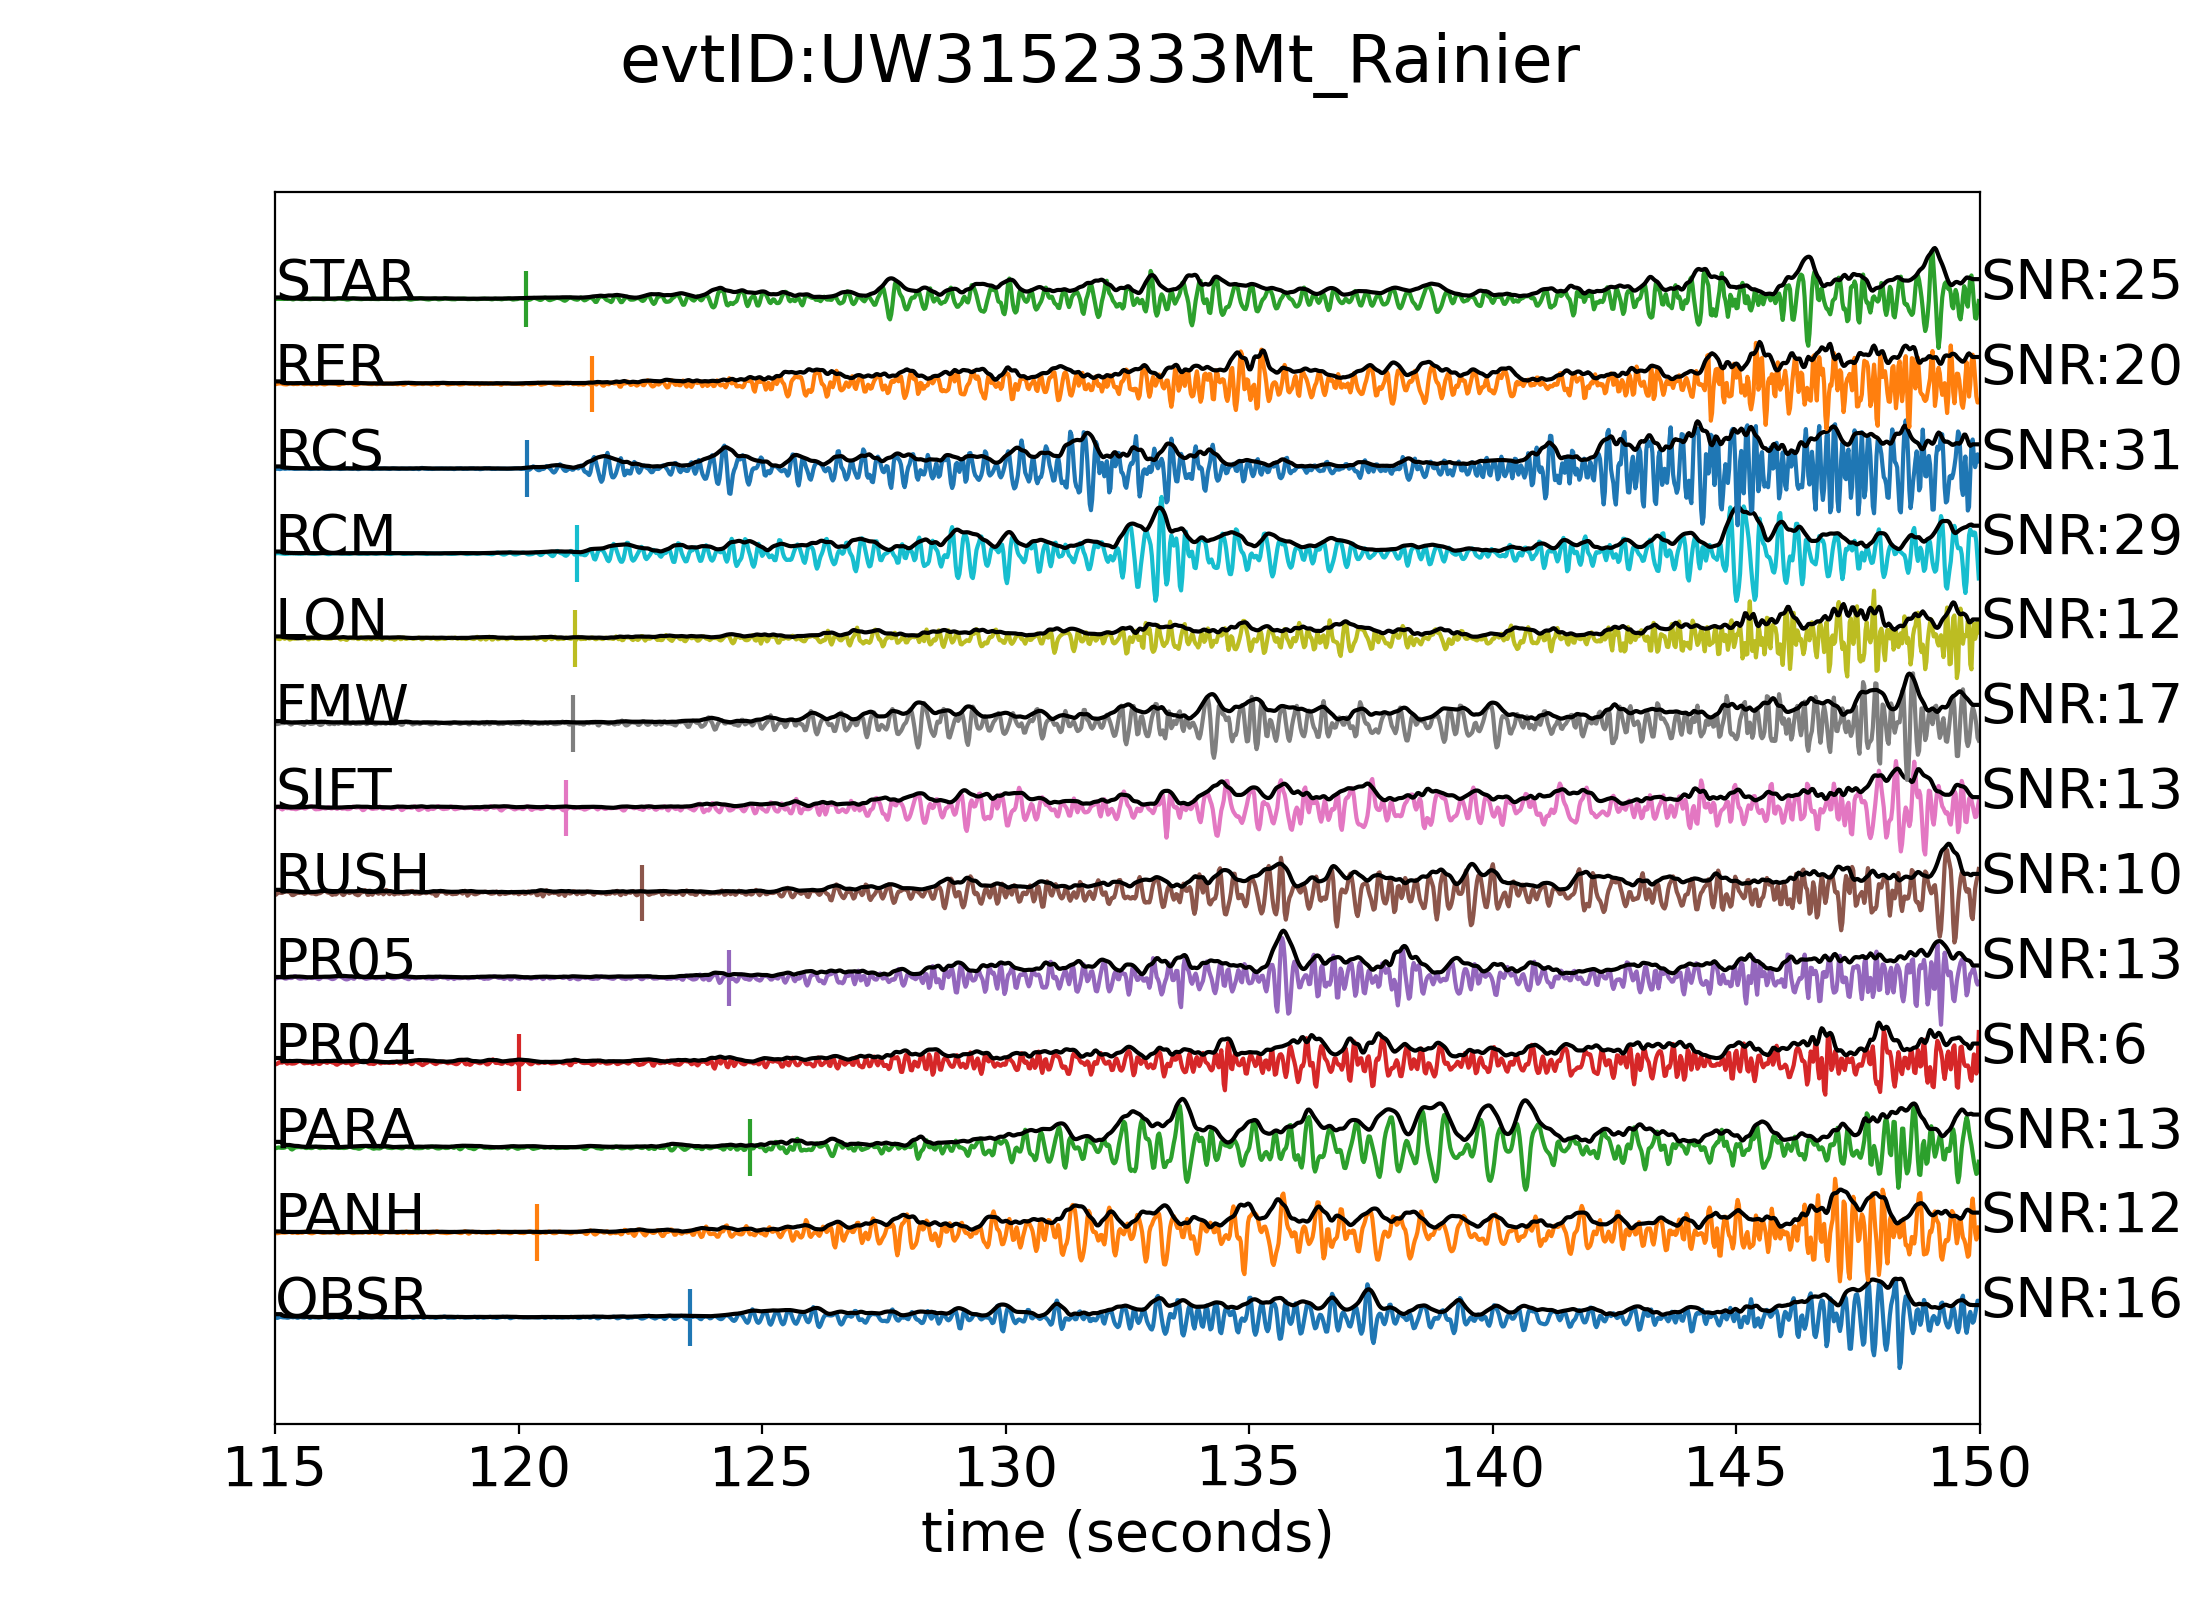 evtID:UW3152333Mt_Rainier
STAR SNR:25
RER SNR:20
RCS SNR:31
RCM SNR:29
LON SNR:12
FMW SNR:17
SIFT SNR:13
RUSH SNR:10
PR05 SNR:13
PR04 SNR:6
PARA SNR:13
PANH SNR:12
OBSR SNR:16
115 120 125 130 135 140 145 150
time (seconds)